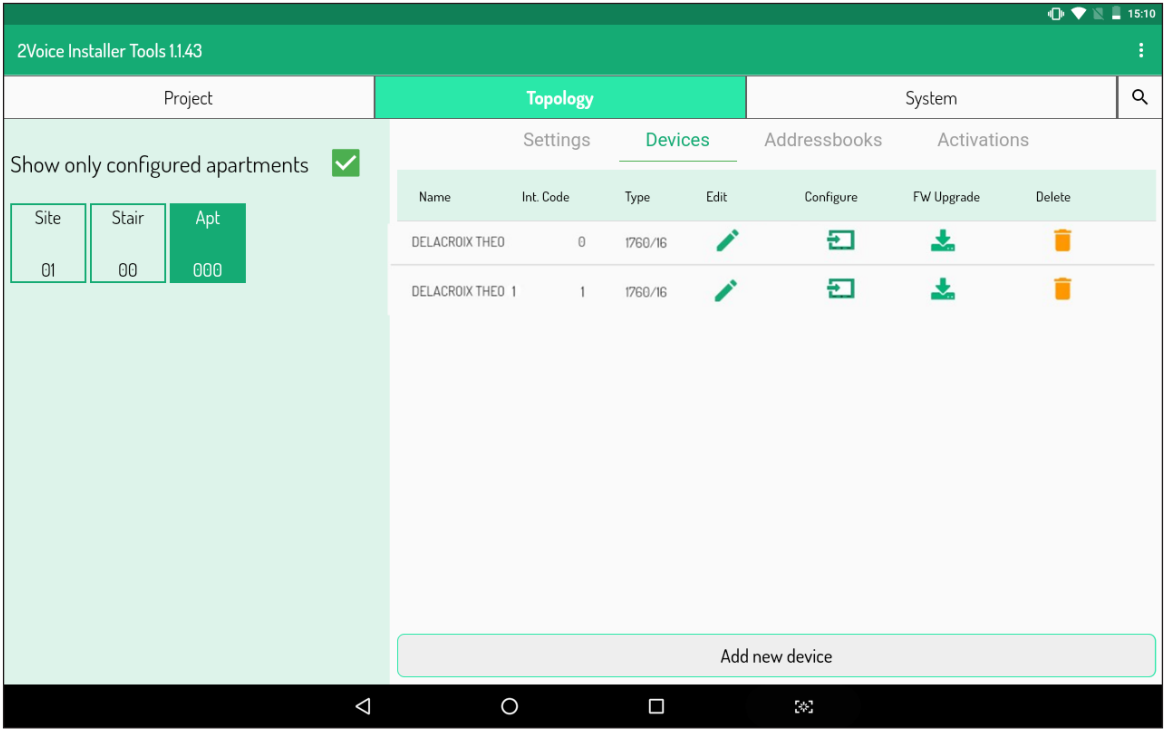 15:10
2Voice Installer Tools 1.1.43
Project Topology System
Settings Devices Addressbooks Activations
Show only configured apartments
Name Int. Code Type Edit Configure FW Upgrade Delete
Site Stair Apt
01 00 000
DELACROIX THEO 0 1760/16
DELACROIX THEO 1 1 1760/16
Add new device